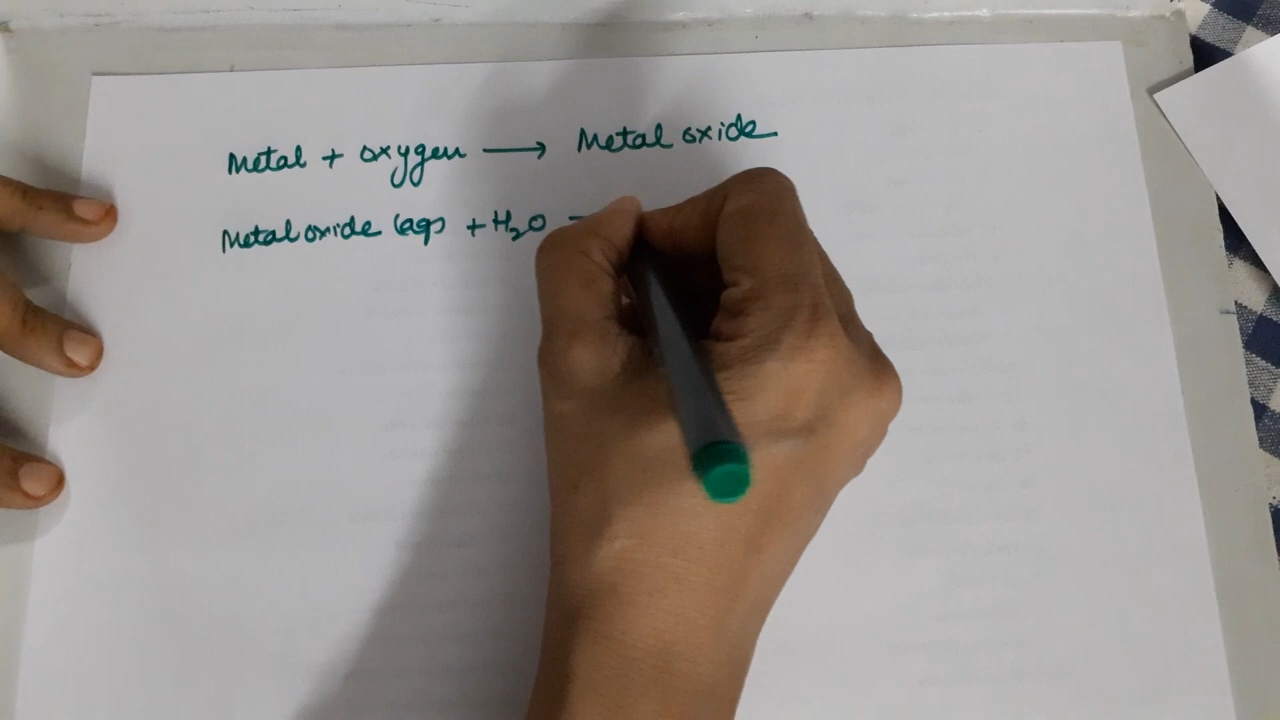 Metal + oxygen → Metal oxide
Metal oxide (aq) + H₂O